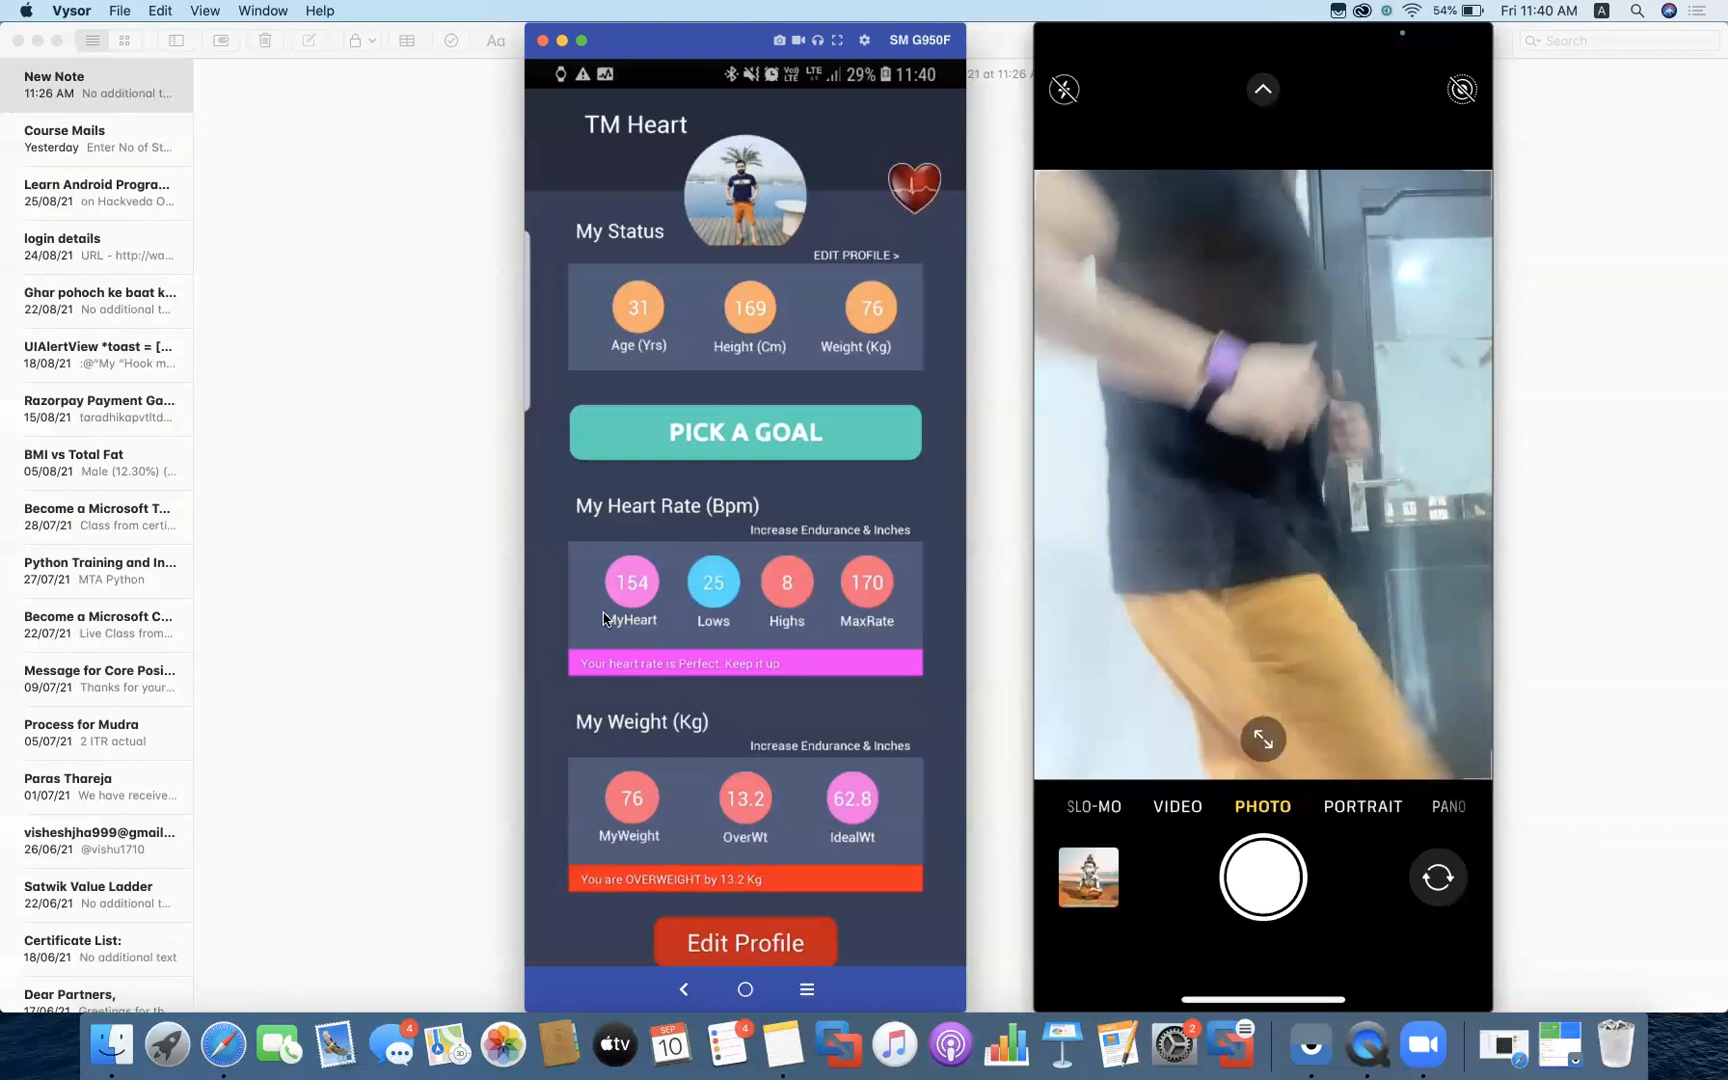 Vysor File Edit View Window Help
54% Fri 11:40 AM A
New Note
11:26 AM No additional t...
Course Mails
Yesterday Enter No of St...
Learn Android Progra...
25/08/21 on Hackveda O...
login details
24/08/21 URL - http://wa...
Ghar pohoch ke baat k...
22/08/21 No additional t...
UIAlertView *toast = [...
18/08/21 :@"My "Hook m...
Razorpay Payment Ga...
15/08/21 taradhikapvtltd...
BMI vs Total Fat
05/08/21 Male (12.30%) (...
Become a Microsoft T...
28/07/21 Class from certi...
Python Training and In...
27/07/21 MTA Python
Become a Microsoft C...
22/07/21 Live Class from...
Message for Core Posi...
09/07/21 Thanks for your...
Process for Mudra
05/07/21 2 ITR actual
Paras Thareja
01/07/21 We have receive...
visheshjha999@gmail...
26/06/21 @vishu1710
Satwik Value Ladder
22/06/21 No additional t...
Certificate List:
18/06/21 No additional text
Dear Partners,
Aa
Search
21 at 11:26 A
SM G950F
LTE 29% 11:40
TM Heart
My Status
EDIT PROFILE >
31 169 76
Age (Yrs) Height (Cm) Weight (Kg)
PICK A GOAL
My Heart Rate (Bpm)
Increase Endurance & Inches
154 25 8 170
MyHeart Lows Highs MaxRate
Your heart rate is Perfect. Keep it up
My Weight (Kg)
Increase Endurance & Inches
76 13.2 62.8
MyWeight OverWt IdealWt
You are OVERWEIGHT by 13.2 Kg
Edit Profile
SLO-MO VIDEO PHOTO PORTRAIT PANO
4 tv SEP 10 4 2